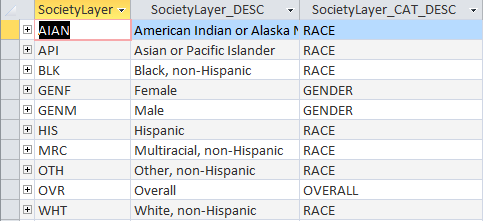 SocietyLayer SocietyLayer_DESC SocietyLayer_CAT_DESC
AIAN American Indian or Alaska N RACE
API Asian or Pacific Islander RACE
BLK Black, non-Hispanic RACE
GENF Female GENDER
GENM Male GENDER
HIS Hispanic RACE
MRC Multiracial, non-Hispanic RACE
OTH Other, non-Hispanic RACE
OVR Overall OVERALL
WHT White, non-Hispanic RACE